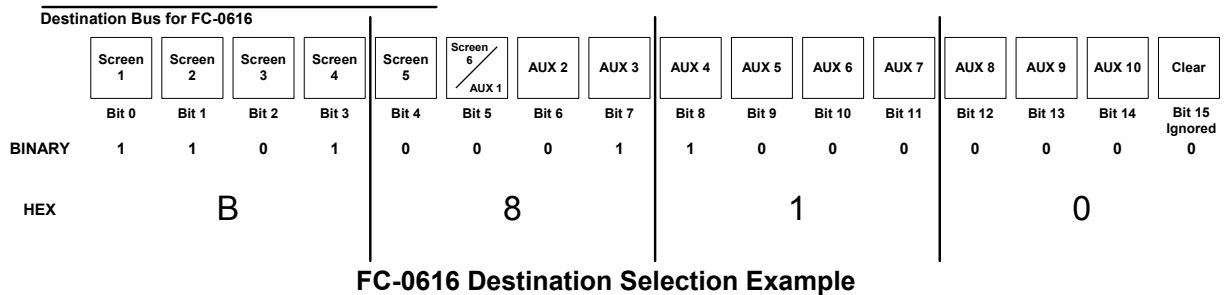 Destination Bus for FC-0616
Screen 1 Screen 2 Screen 3 Screen 4 Screen 5 Screen 6 / AUX 1 AUX 2 AUX 3 AUX 4 AUX 5 AUX 6 AUX 7 AUX 8 AUX 9 AUX 10 Clear
Bit 0 Bit 1 Bit 2 Bit 3 Bit 4 Bit 5 Bit 6 Bit 7 Bit 8 Bit 9 Bit 10 Bit 11 Bit 12 Bit 13 Bit 14 Bit 15 Ignored
BINARY 1 1 0 1 0 0 0 1 1 0 0 0 0 0 0 0
HEX B 8 1 0
FC-0616 Destination Selection Example